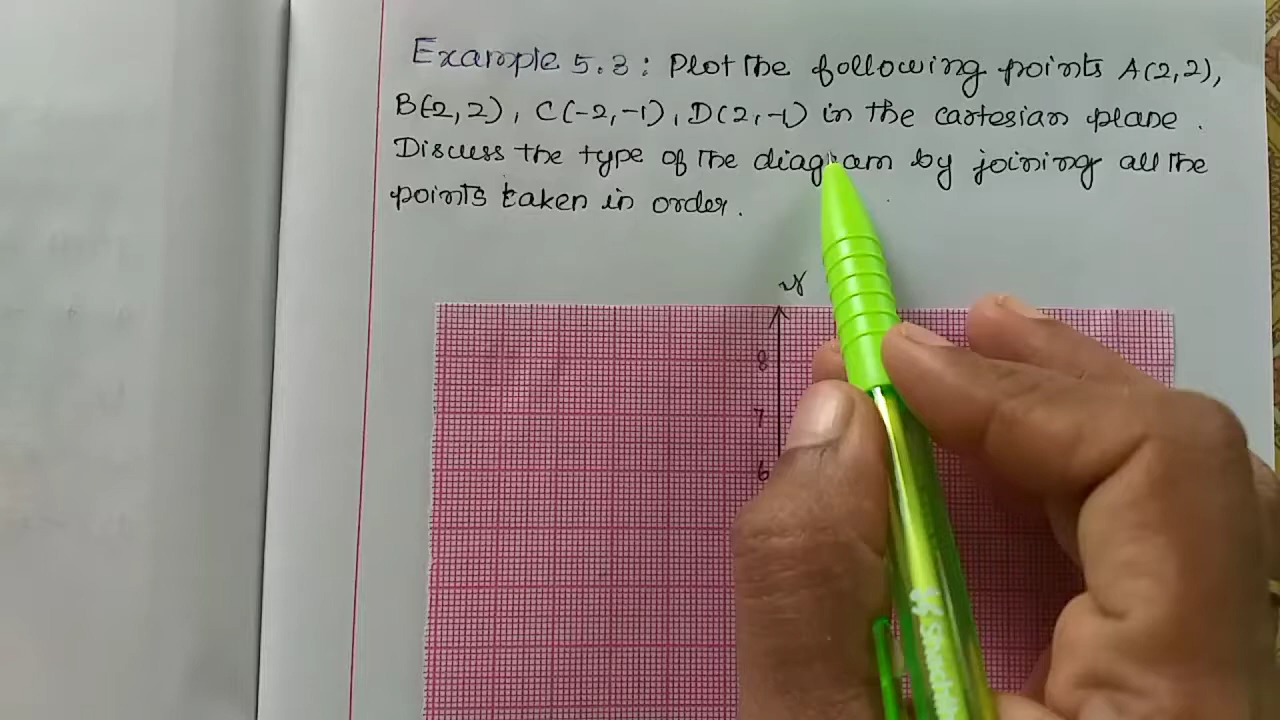 Example 5.3: Plot the following points A(2,2),
B(-2,2), C(-2,-1), D(2,-1) in the cartesian plane.
Discuss the type of the diagram by joining all the
points taken in order.
y
8
7
6